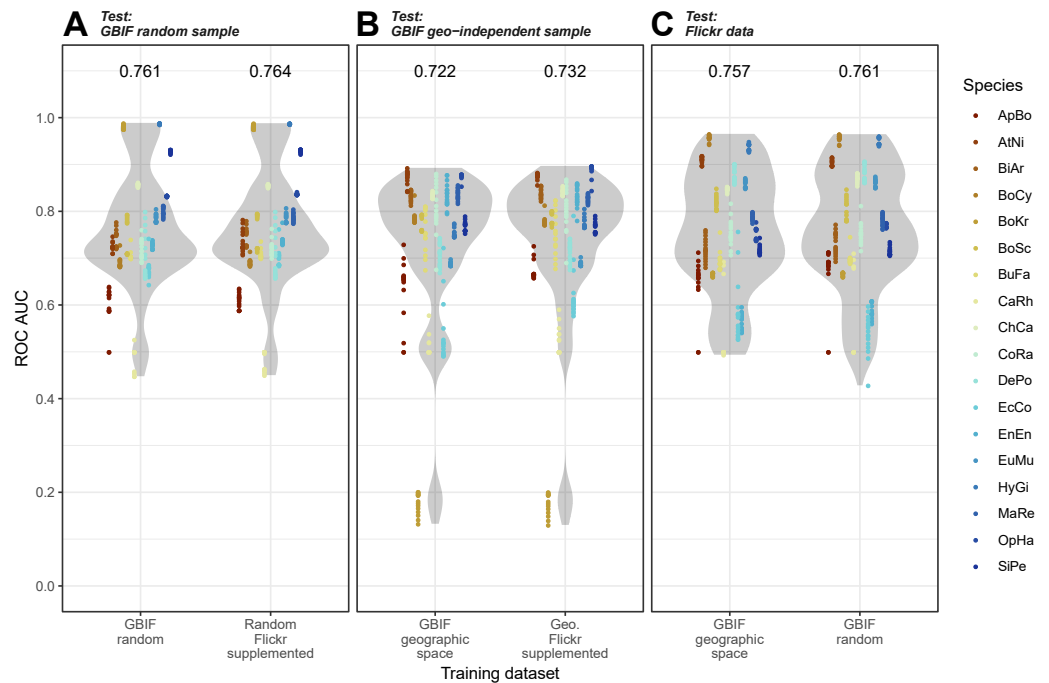 A
Test:
GBIF random sample
B
Test:
GBIF geo−independent sample
C
Test:
Flickr data
0.761
0.764
0.722
0.732
0.757
0.761
ROC AUC
1.0
0.8
0.6
0.4
0.2
0.0
GBIF
random
Random
Flickr
supplemented
GBIF
geographic
space
Geo.
Flickr
supplemented
GBIF
geographic
space
GBIF
random
Training dataset
Species
ApBo
AtNi
BiAr
BoCy
BoKr
BoSc
BuFa
CaRh
ChCa
CoRa
DePo
EcCo
EnEn
EuMu
HyGi
MaRe
OpHa
SiPe